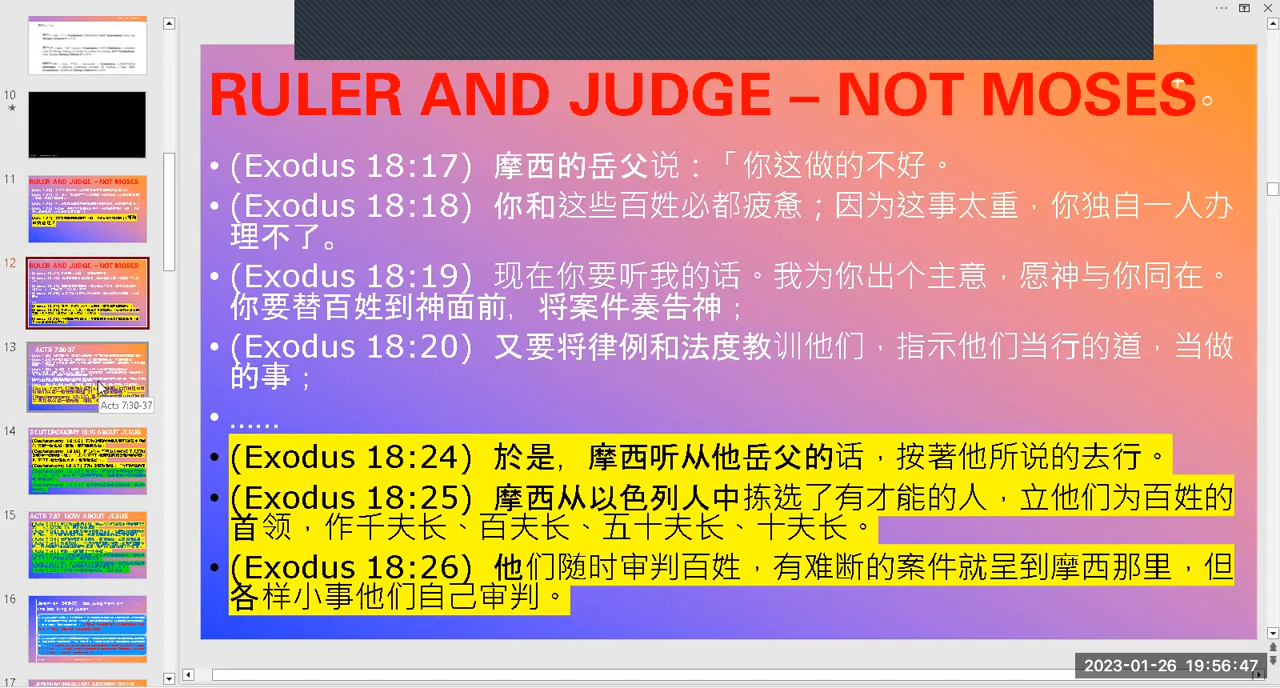 RULER AND JUDGE – NOT MOSES。
• (Exodus 18:17) 摩西的岳父说：「你这做的不好。
• (Exodus 18:18) 你和这些百姓必都疲惫；因为这事太重，你独自一人办
理不了。
• (Exodus 18:19) 现在你要听我的话。我为你出个主意，愿神与你同在。
你要替百姓到神面前, 将案件奏告神；
• (Exodus 18:20) 又要将律例和法度教训他们，指示他们当行的道，当做
的事；
• ……
• (Exodus 18:24) 於是, 摩西听从他岳父的话，按著他所说的去行。
• (Exodus 18:25) 摩西从以色列人中拣选了有才能的人，立他们为百姓的
首领，作千夫长、百夫长、五十夫长、十夫长。
• (Exodus 18:26) 他们随时审判百姓，有难断的案件就呈到摩西那里，但
各样小事他们自己审判。
10
11
RULER AND JUDGE – NOT MOSES
12
RULER AND JUDGE – NOT MOSES
13
ACTS 7:30-37
Acts 7:30-37
14
DEUTERONOMY 18:15 ABOUT JESUS
15
ACTS 7:37 NOW ABOUT JESUS
16
17
2023-01-26 19:56:47